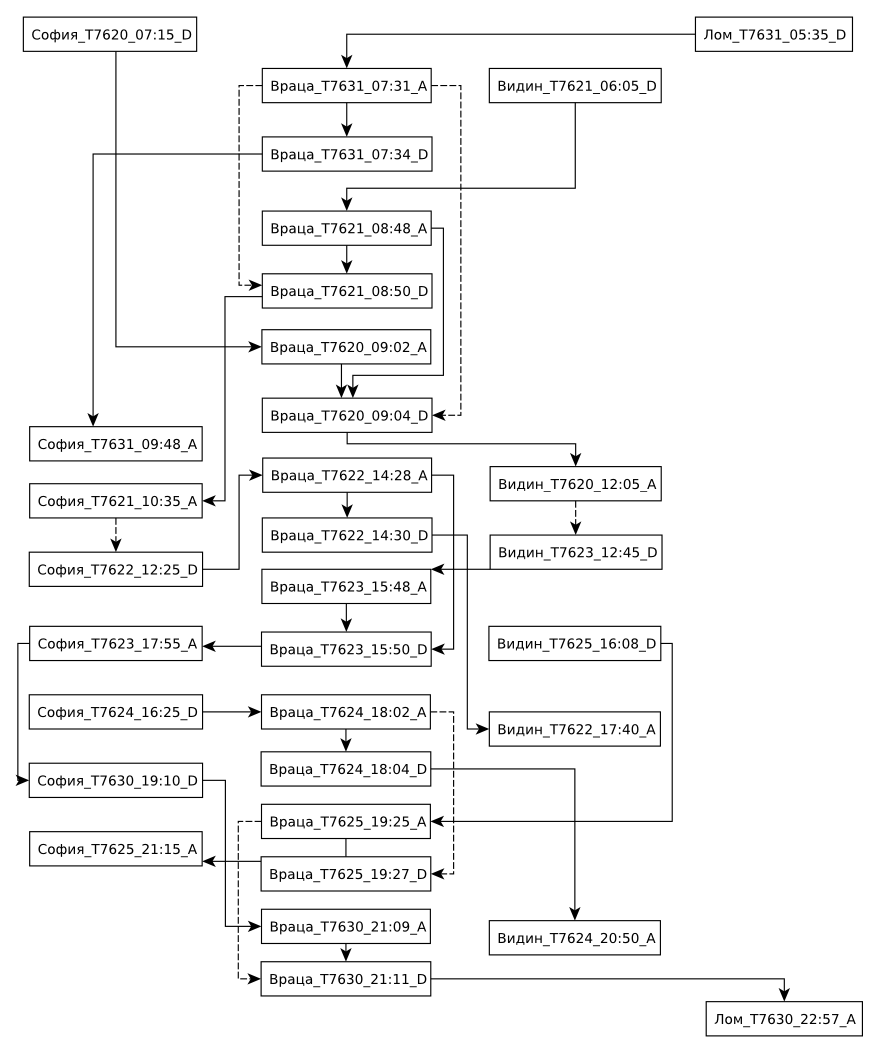 София_T7620_07:15_D
Лом_T7631_05:35_D
Враца_T7631_07:31_A
Видин_T7621_06:05_D
Враца_T7631_07:34_D
Враца_T7621_08:48_A
Враца_T7621_08:50_D
Враца_T7620_09:02_A
Враца_T7620_09:04_D
София_T7631_09:48_A
Враца_T7622_14:28_A
Видин_T7620_12:05_A
София_T7621_10:35_A
Враца_T7622_14:30_D
Видин_T7623_12:45_D
София_T7622_12:25_D
Враца_T7623_15:48_A
София_T7623_17:55_A
Враца_T7623_15:50_D
Видин_T7625_16:08_D
София_T7624_16:25_D
Враца_T7624_18:02_A
Видин_T7622_17:40_A
Враца_T7624_18:04_D
София_T7630_19:10_D
Враца_T7625_19:25_A
София_T7625_21:15_A
Враца_T7625_19:27_D
Враца_T7630_21:09_A
Видин_T7624_20:50_A
Враца_T7630_21:11_D
Лом_T7630_22:57_A